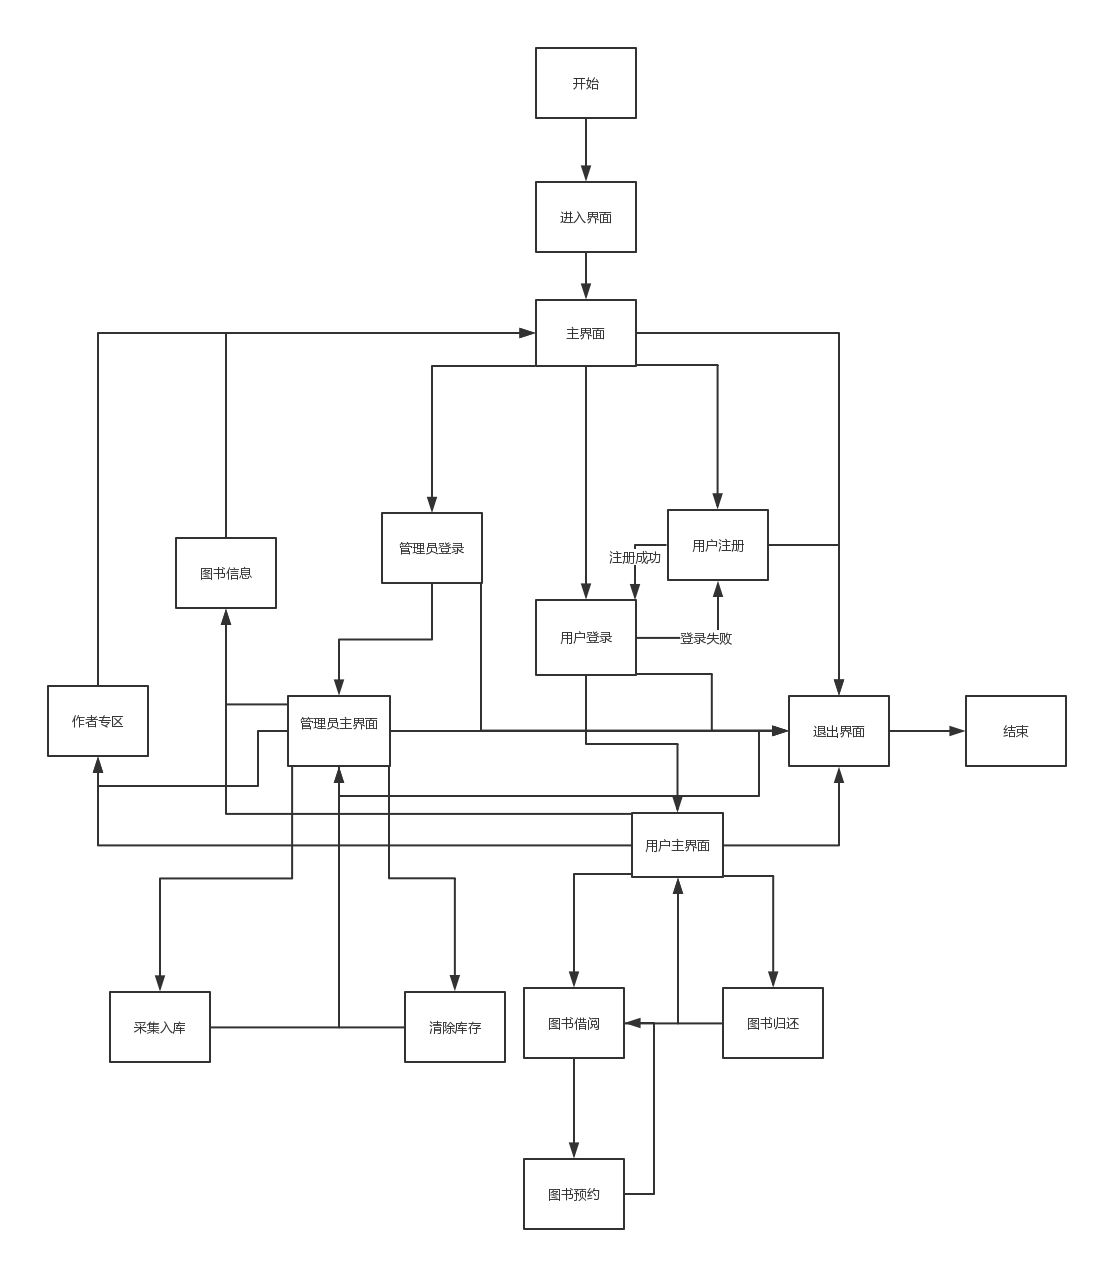 开始
进入界面
主界面
管理员登录
用户注册
注册成功
图书信息
用户登录
登录失败
作者专区
管理员主界面
退出界面
结束
用户主界面
采集入库
清除库存
图书借阅
图书归还
图书预约